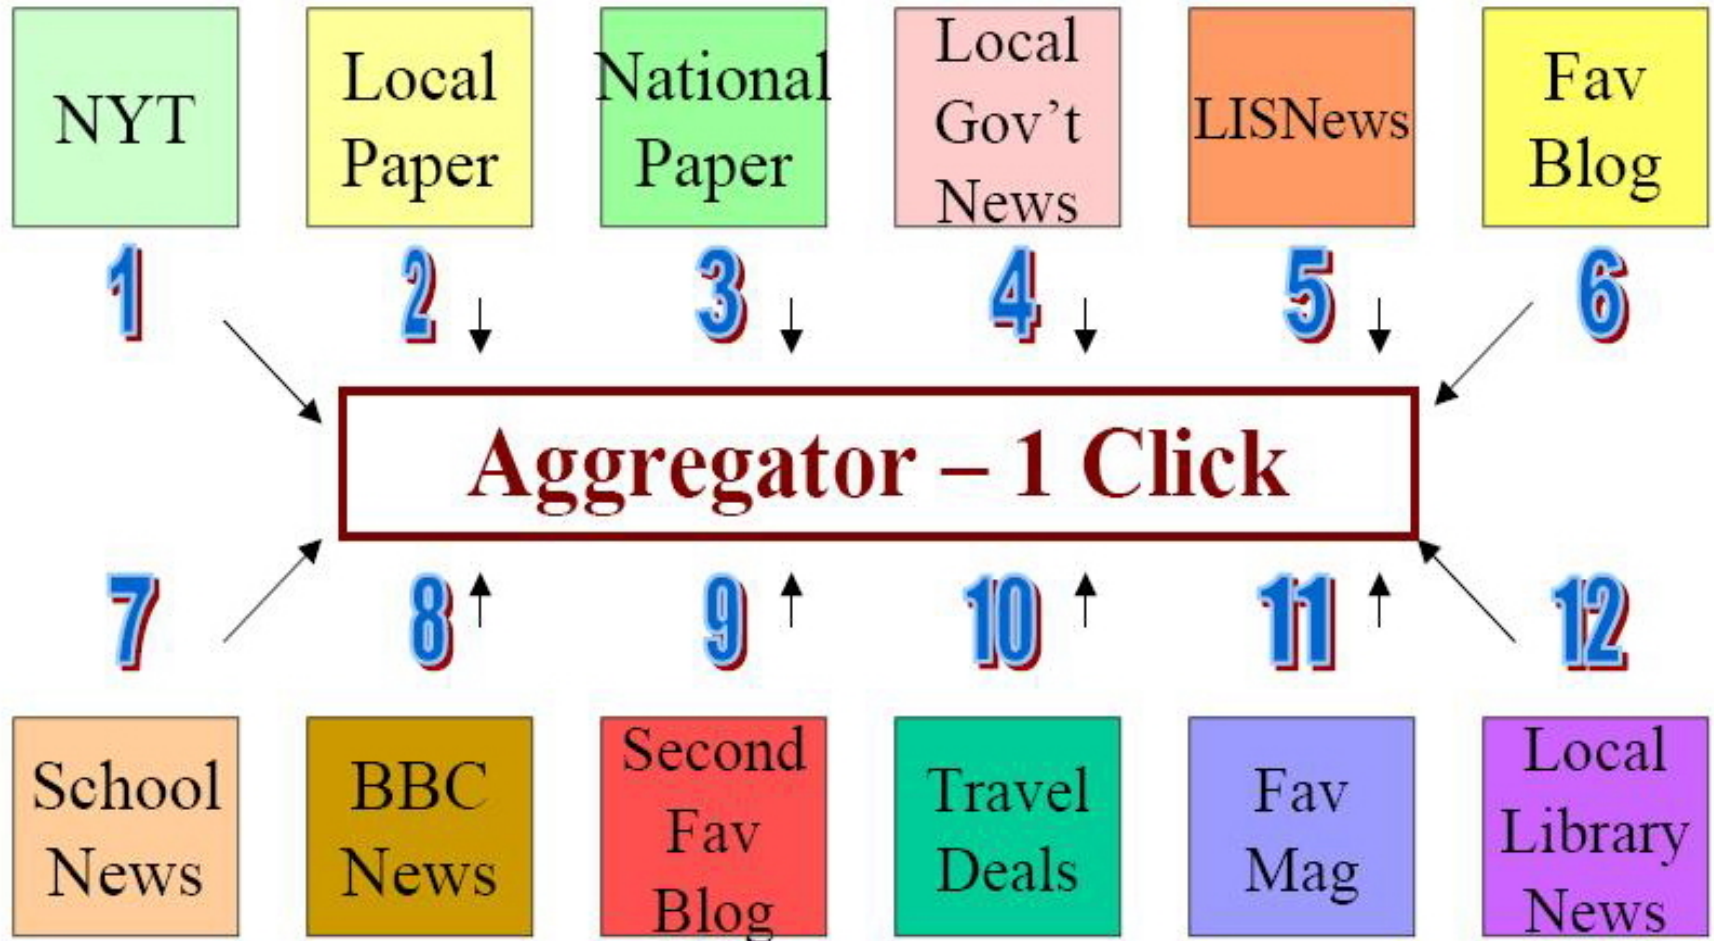 NYT
Local
Paper
National
Paper
Local
Gov’t
News
LISNews
Fav
Blog
1
2
3
4
5
6
Aggregator – 1 Click
7
8
9
10
11
12
School
News
BBC
News
Second
Fav
Blog
Travel
Deals
Fav
Mag
Local
Library
News